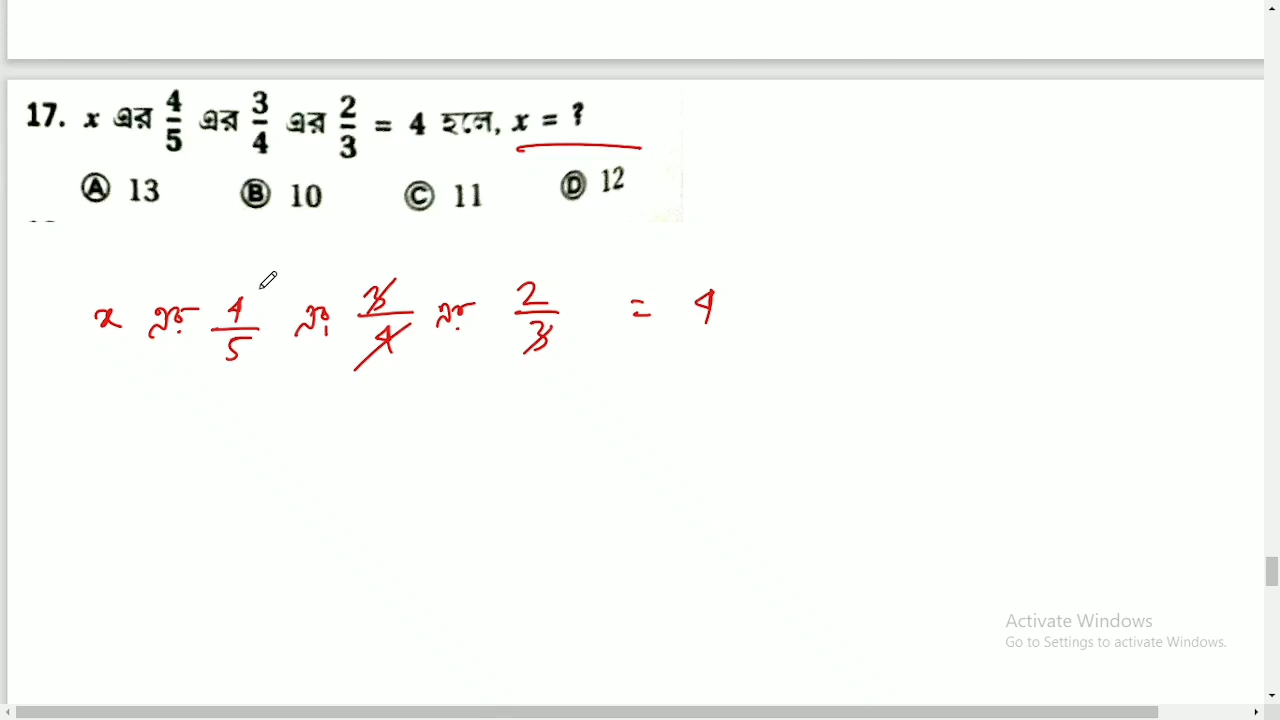 17. x এর 4/5 এর 3/4 এর 2/3 = 4 হলে, x = ?
A 13 B 10 C 11 D 12
x এর 4/5 এর 3/4 এর 2/3 = 4
Activate Windows
Go to Settings to activate Windows.